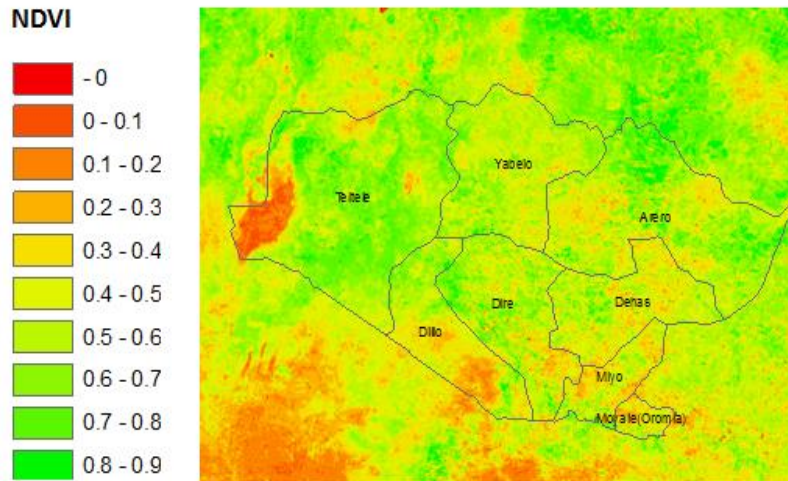 NDVI
- 0
0 - 0.1
0.1 - 0.2
0.2 - 0.3
0.3 - 0.4
0.4 - 0.5
0.5 - 0.6
0.6 - 0.7
0.7 - 0.8
0.8 - 0.9
Yabelo
Teltele
Arero
Dire
Dehas
Dillo
Miyo
Moyale(Oromia)